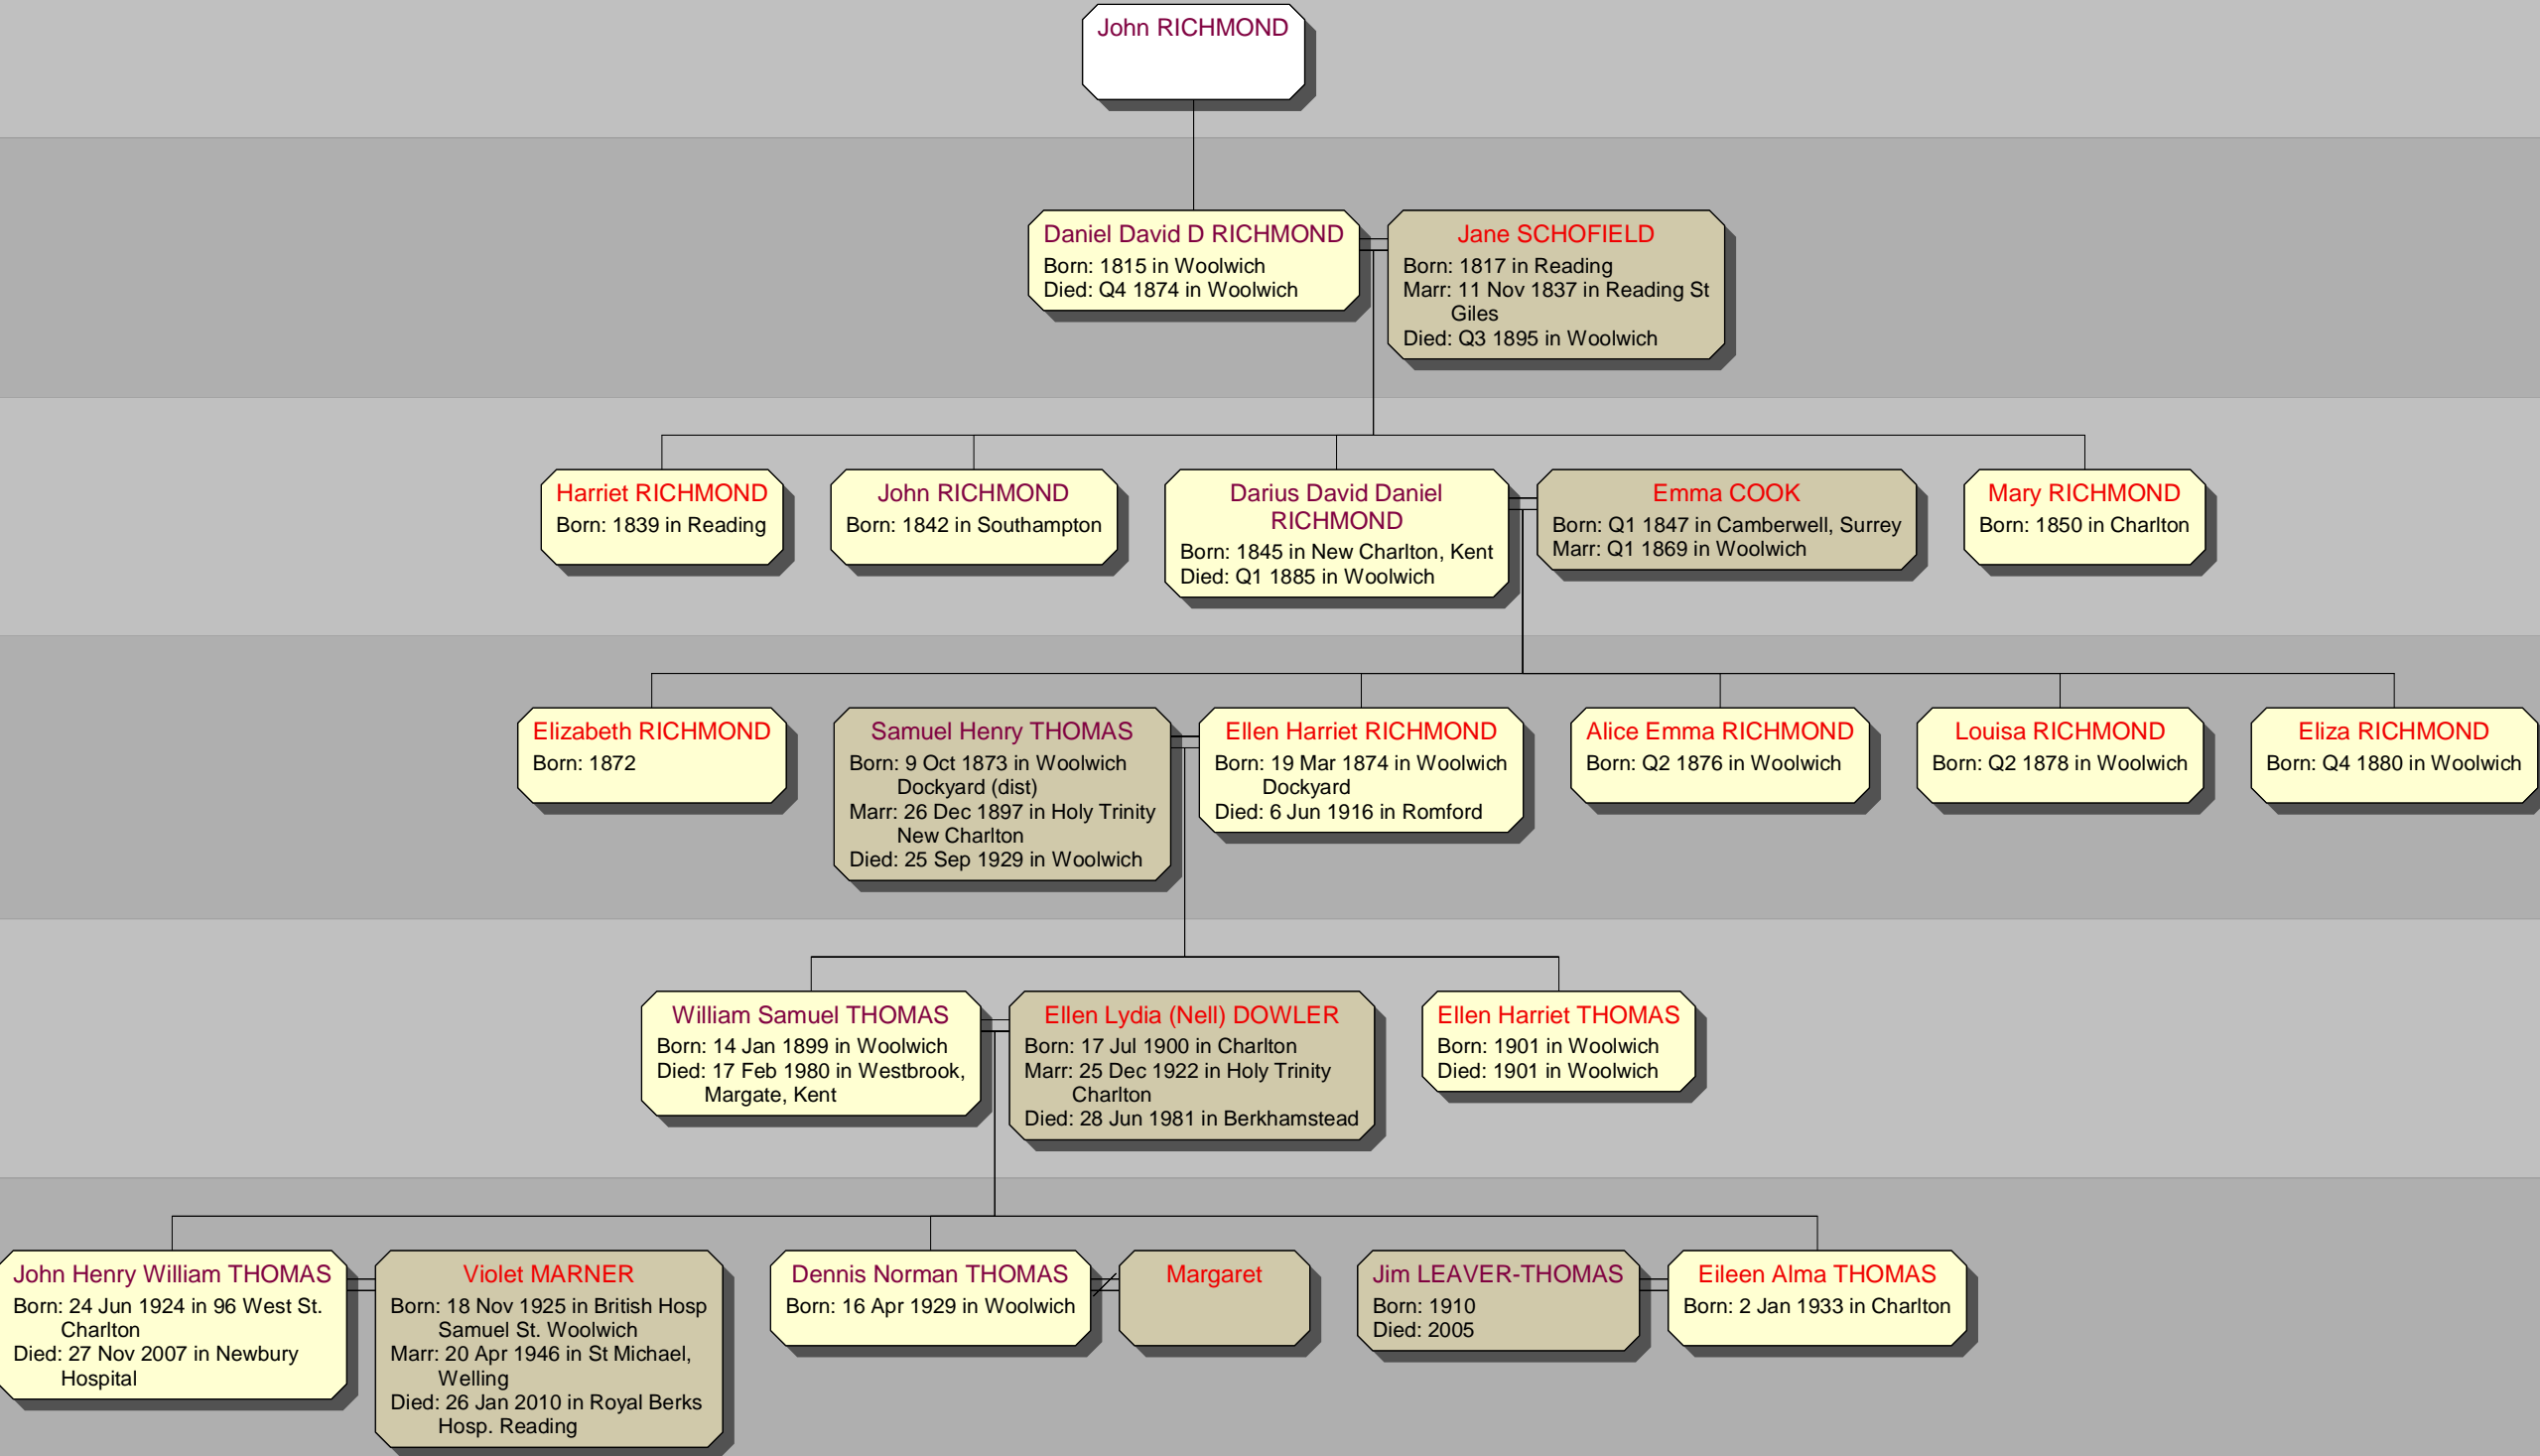 John RICHMOND
Daniel David D RICHMOND
Born: 1815 in Woolwich
Died: Q4 1874 in Woolwich
Jane SCHOFIELD
Born: 1817 in Reading
Marr: 11 Nov 1837 in Reading St
Giles
Died: Q3 1895 in Woolwich
Harriet RICHMOND
Born: 1839 in Reading
John RICHMOND
Born: 1842 in Southampton
Darius David Daniel
RICHMOND
Born: 1845 in New Charlton, Kent
Died: Q1 1885 in Woolwich
Emma COOK
Born: Q1 1847 in Camberwell, Surrey
Marr: Q1 1869 in Woolwich
Mary RICHMOND
Born: 1850 in Charlton
Elizabeth RICHMOND
Born: 1872
Samuel Henry THOMAS
Born: 9 Oct 1873 in Woolwich
Dockyard (dist)
Marr: 26 Dec 1897 in Holy Trinity
New Charlton
Died: 25 Sep 1929 in Woolwich
Ellen Harriet RICHMOND
Born: 19 Mar 1874 in Woolwich
Dockyard
Died: 6 Jun 1916 in Romford
Alice Emma RICHMOND
Born: Q2 1876 in Woolwich
Louisa RICHMOND
Born: Q2 1878 in Woolwich
Eliza RICHMOND
Born: Q4 1880 in Woolwich
William Samuel THOMAS
Born: 14 Jan 1899 in Woolwich
Died: 17 Feb 1980 in Westbrook,
Margate, Kent
Ellen Lydia (Nell) DOWLER
Born: 17 Jul 1900 in Charlton
Marr: 25 Dec 1922 in Holy Trinity
Charlton
Died: 28 Jun 1981 in Berkhamstead
Ellen Harriet THOMAS
Born: 1901 in Woolwich
Died: 1901 in Woolwich
John Henry William THOMAS
Born: 24 Jun 1924 in 96 West St.
Charlton
Died: 27 Nov 2007 in Newbury
Hospital
Violet MARNER
Born: 18 Nov 1925 in British Hosp
Samuel St. Woolwich
Marr: 20 Apr 1946 in St Michael,
Welling
Died: 26 Jan 2010 in Royal Berks
Hosp. Reading
Dennis Norman THOMAS
Born: 16 Apr 1929 in Woolwich
Margaret
Jim LEAVER-THOMAS
Born: 1910
Died: 2005
Eileen Alma THOMAS
Born: 2 Jan 1933 in Charlton